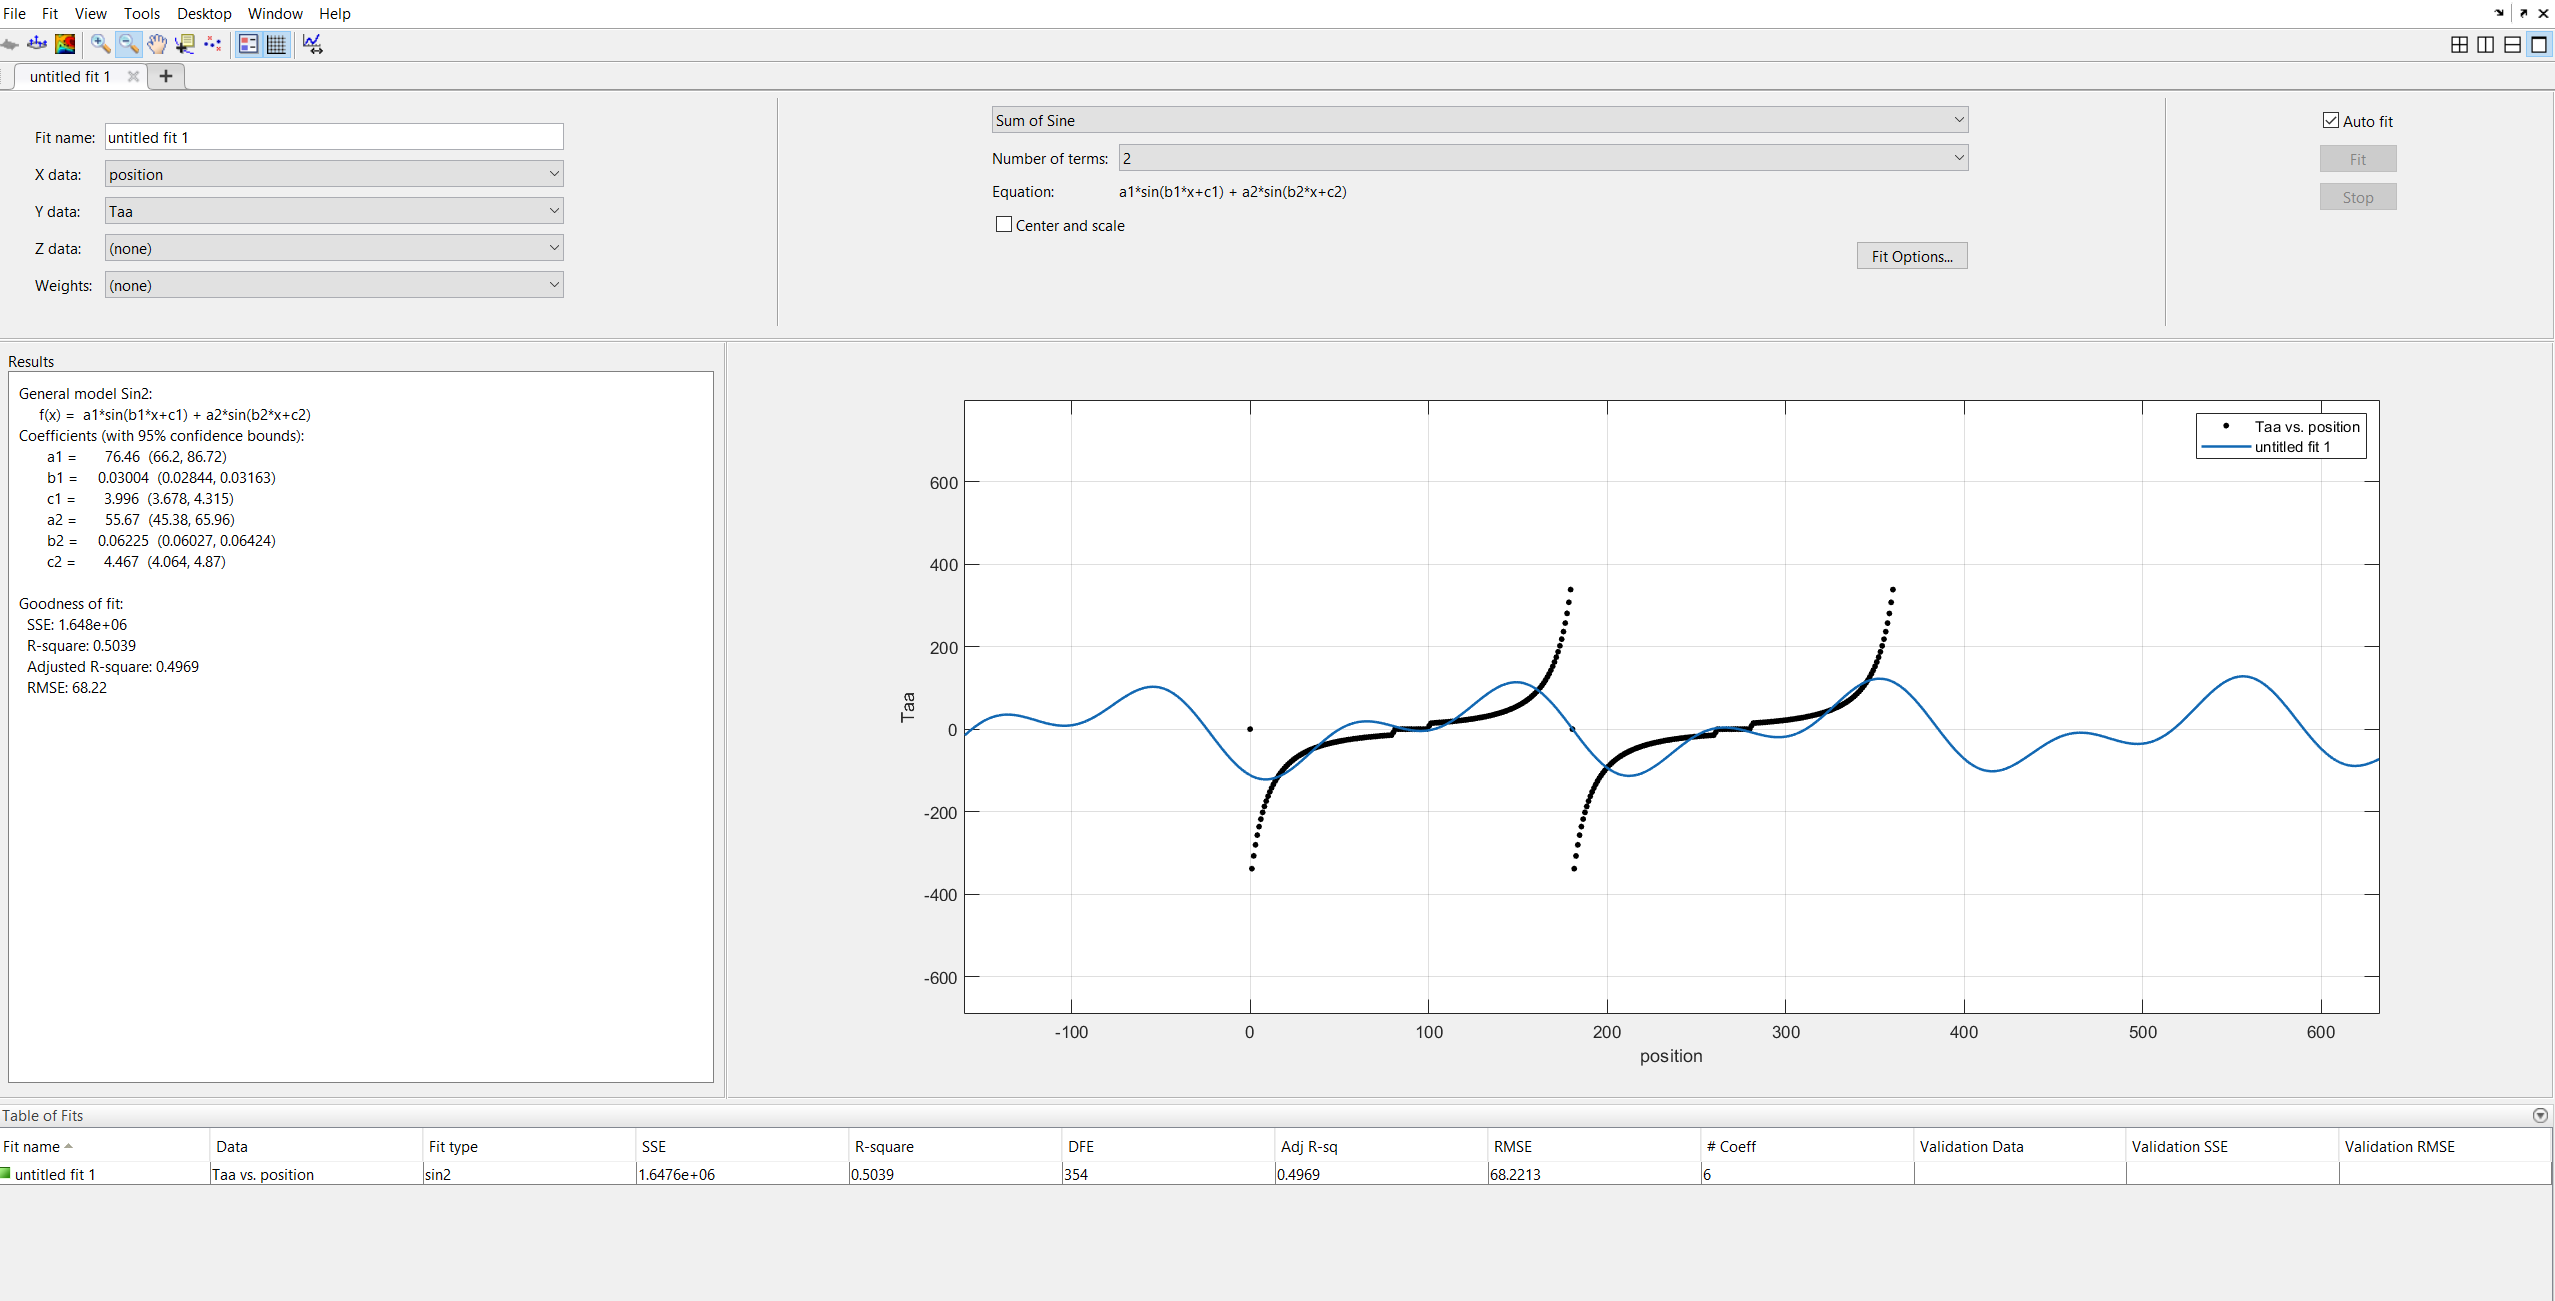 File Fit View Tools Desktop Window Help
untitled fit 1
Fit name: untitled fit 1
X data: position
Y data: Taa
Z data: (none)
Weights: (none)
Sum of Sine
Number of terms: 2
Equation: a1*sin(b1*x+c1) + a2*sin(b2*x+c2)
Center and scale
Fit Options...
Auto fit
Fit
Stop
Results
General model Sin2:
f(x) = a1*sin(b1*x+c1) + a2*sin(b2*x+c2)
Coefficients (with 95% confidence bounds):
a1 = 76.46 (66.2, 86.72)
b1 = 0.03004 (0.02844, 0.03163)
c1 = 3.996 (3.678, 4.315)
a2 = 55.67 (45.38, 65.96)
b2 = 0.06225 (0.06027, 0.06424)
c2 = 4.467 (4.064, 4.87)
Goodness of fit:
SSE: 1.648e+06
R-square: 0.5039
Adjusted R-square: 0.4969
RMSE: 68.22
Taa vs. position
untitled fit 1
600
400
200
0
-200
-400
-600
Taa
-100 0 100 200 300 400 500 600
position
Table of Fits
Fit name Data Fit type SSE R-square DFE Adj R-sq RMSE # Coeff Validation Data Validation SSE Validation RMSE
untitled fit 1 Taa vs. position sin2 1.6476e+06 0.5039 354 0.4969 68.2213 6